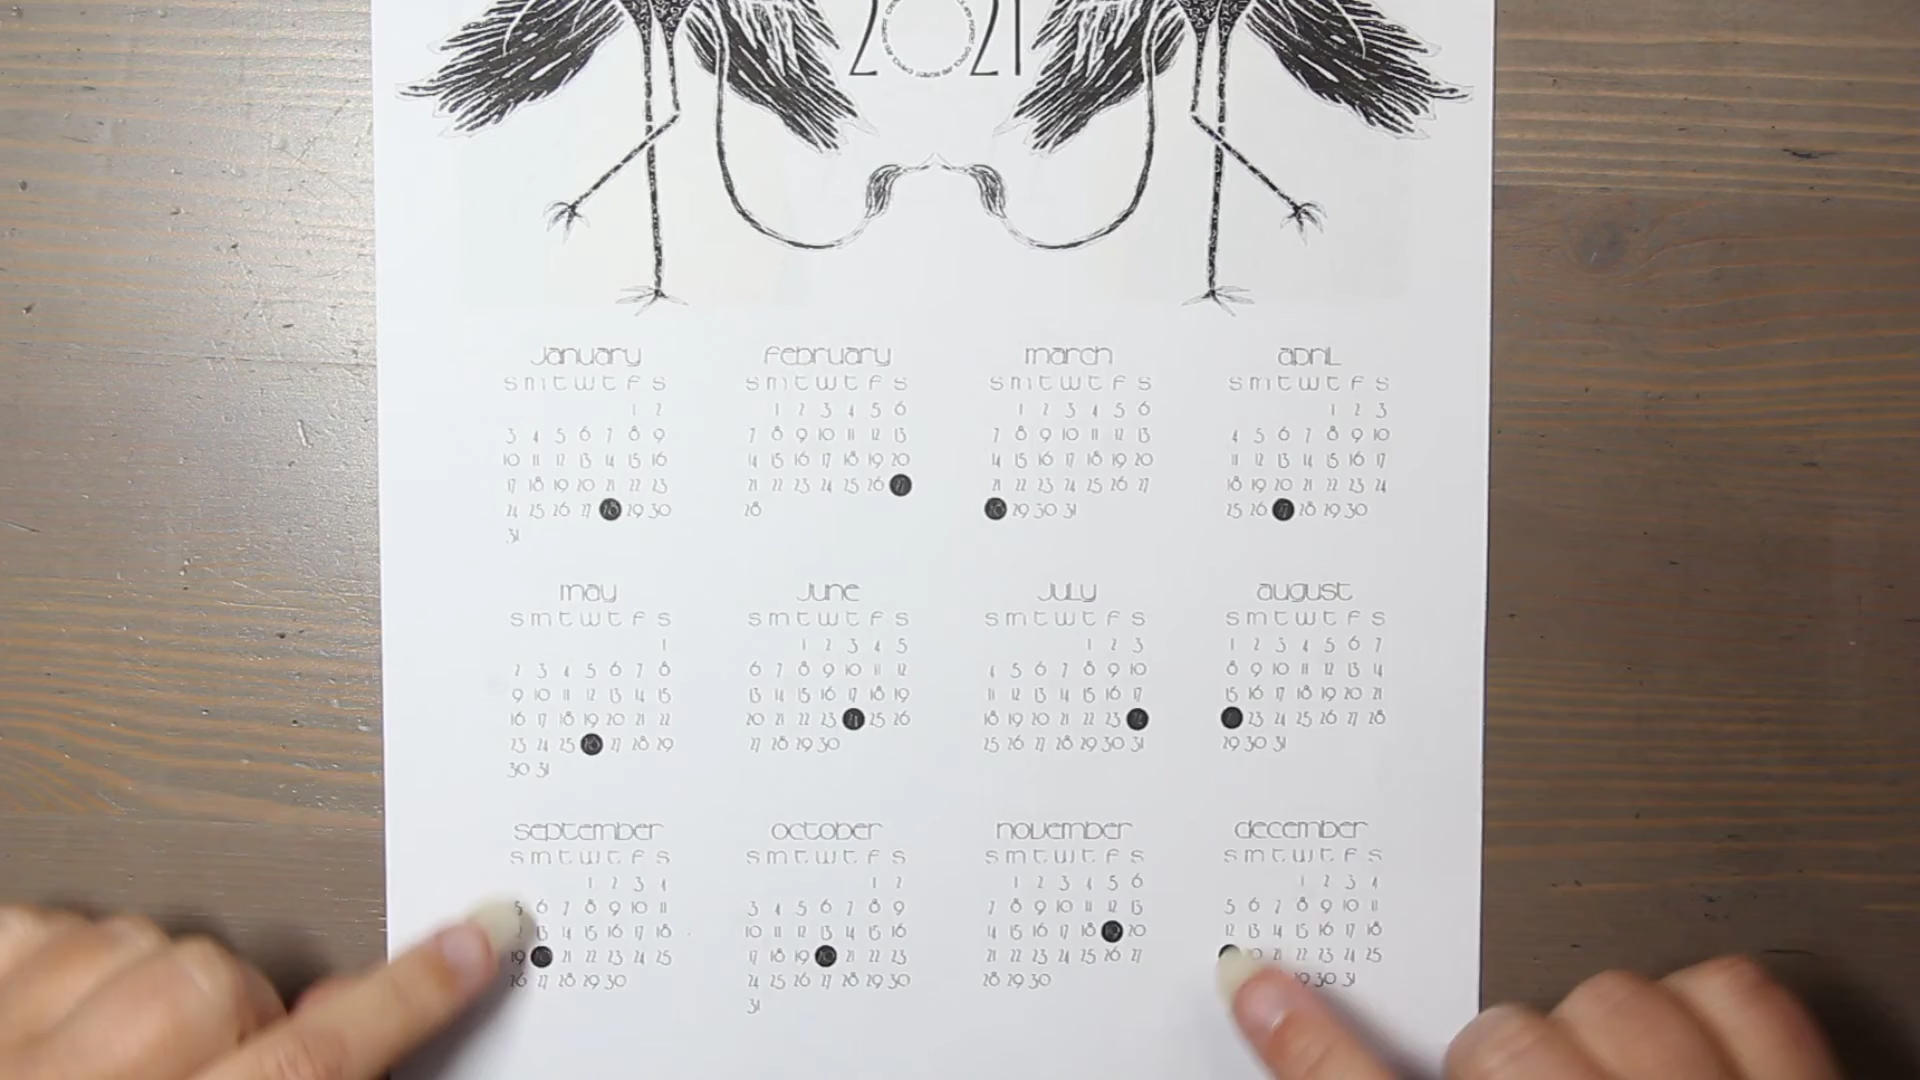 2021
January February March April
S M T W T F S S M T W T F S S M T W T F S S M T W T F S
1 2 1 2 3 4 5 6 1 2 3 4 5 6 1 2 3
3 4 5 6 7 8 9 7 8 9 10 11 12 13 7 8 9 10 11 12 13 4 5 6 7 8 9 10
10 11 12 13 14 15 16 14 15 16 17 18 19 20 14 15 16 17 18 19 20 11 12 13 14 15 16 17
17 18 19 20 21 22 23 21 22 23 24 25 26 27 21 22 23 24 25 26 27 18 19 20 21 22 23 24
24 25 26 27 28 29 30 28 28 29 30 31 25 26 27 28 29 30
31
May June July August
S M T W T F S S M T W T F S S M T W T F S S M T W T F S
1 1 2 3 4 5 1 2 3 1 2 3 4 5 6 7
2 3 4 5 6 7 8 6 7 8 9 10 11 12 4 5 6 7 8 9 10 8 9 10 11 12 13 14
9 10 11 12 13 14 15 13 14 15 16 17 18 19 11 12 13 14 15 16 17 15 16 17 18 19 20 21
16 17 18 19 20 21 22 20 21 22 23 24 25 26 18 19 20 21 22 23 24 22 23 24 25 26 27 28
23 24 25 26 27 28 29 27 28 29 30 25 26 27 28 29 30 31 29 30 31
30 31
September October November December
S M T W T F S S M T W T F S S M T W T F S S M T W T F S
1 2 3 4 1 2 1 2 3 4 5 6 1 2 3 4
5 6 7 8 9 10 11 3 4 5 6 7 8 9 7 8 9 10 11 12 13 5 6 7 8 9 10 11
13 14 15 16 17 18 10 11 12 13 14 15 16 14 15 16 17 18 19 20 12 13 14 15 16 17 18
19 20 21 22 23 24 25 17 18 19 20 21 22 23 21 22 23 24 25 26 27 21 22 23 24 25
26 27 28 29 30 24 25 26 27 28 29 30 28 29 30 29 30 31
31